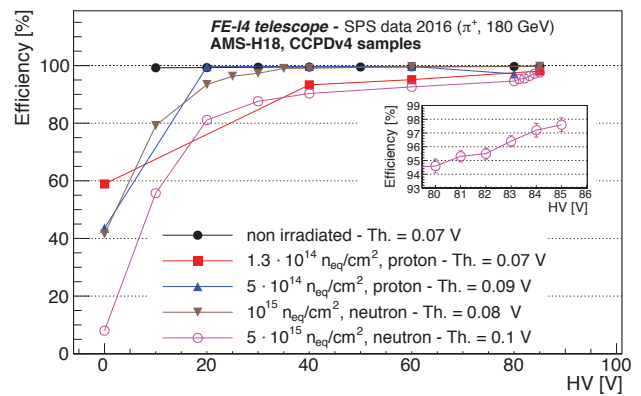 FE-I4 telescope - SPS data 2016 (π⁺, 180 GeV)
AMS-H18, CCPDv4 samples
Efficiency [%]
100
80
60
40
20
0
Efficiency [%]
98
97
96
95
94
93
80 81 82 83 84 85 86
HV [V]
non irradiated - Th. = 0.07 V
1.3 · 10¹⁴ n_eq/cm², proton - Th. = 0.07 V
5 · 10¹⁴ n_eq/cm², proton - Th. = 0.09 V
10¹⁵ n_eq/cm², neutron - Th. = 0.08 V
5 · 10¹⁵ n_eq/cm², neutron - Th. = 0.1 V
0 20 40 60 80 100
HV [V]